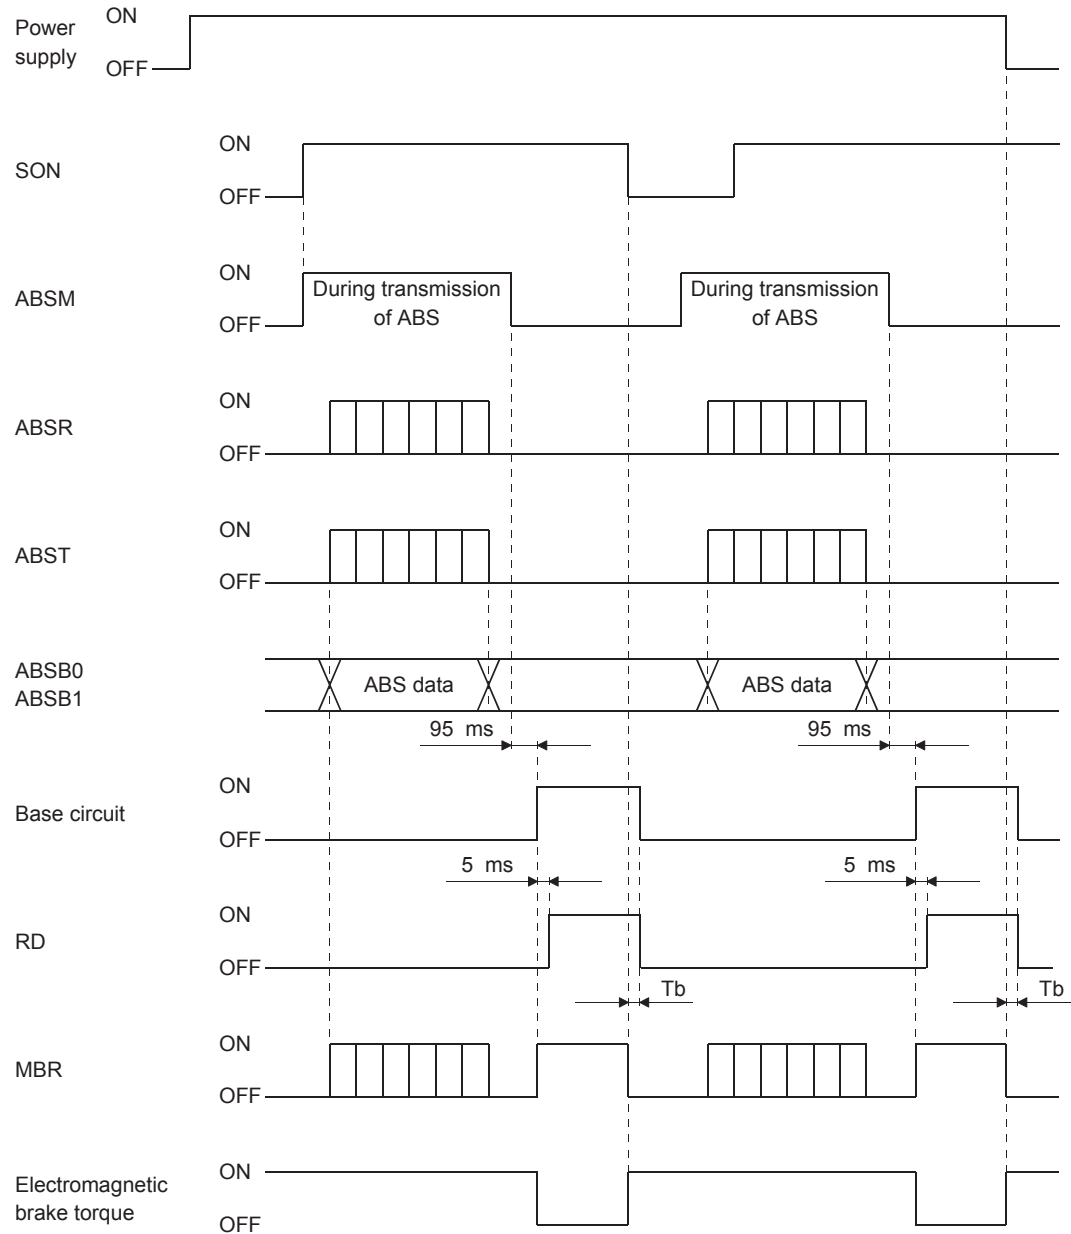 ON
Power
supply
OFF
ON
SON
OFF
ON
During transmission
of ABS
During transmission
of ABS
ABSM
OFF
ON
ABSR
OFF
ON
ABST
OFF
ABSB0
ABSB1
ABS data
ABS data
95 ms
95 ms
ON
Base circuit
OFF
5 ms
5 ms
ON
RD
OFF
Tb
Tb
ON
MBR
OFF
ON
Electromagnetic
brake torque
OFF